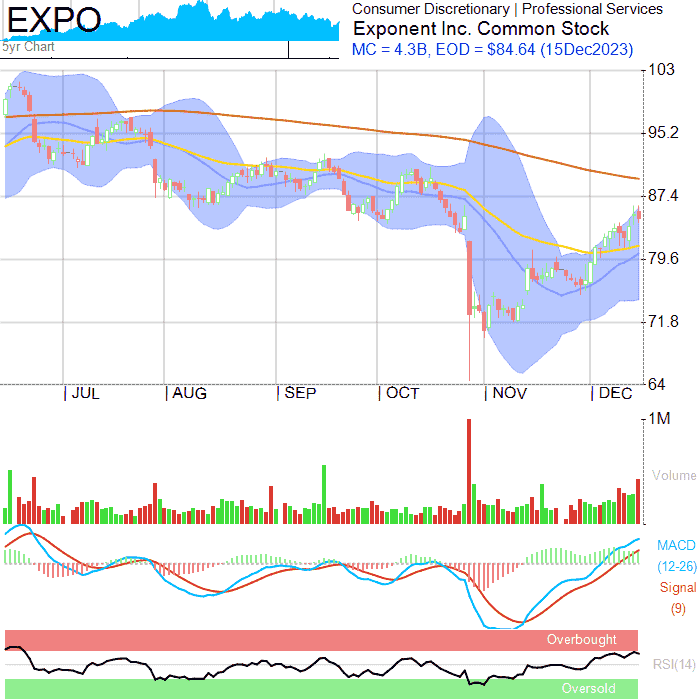 EXPO
5yr Chart
Consumer Discretionary | Professional Services
Exponent Inc. Common Stock
MC = 4.3B, EOD = $84.64 (15Dec2023)
103
95.2
87.4
79.6
71.8
64
| JUL | AUG | SEP | OCT | NOV | DEC
1M
Volume
MACD
(12-26)
Signal
(9)
Overbought
RSI(14)
Oversold